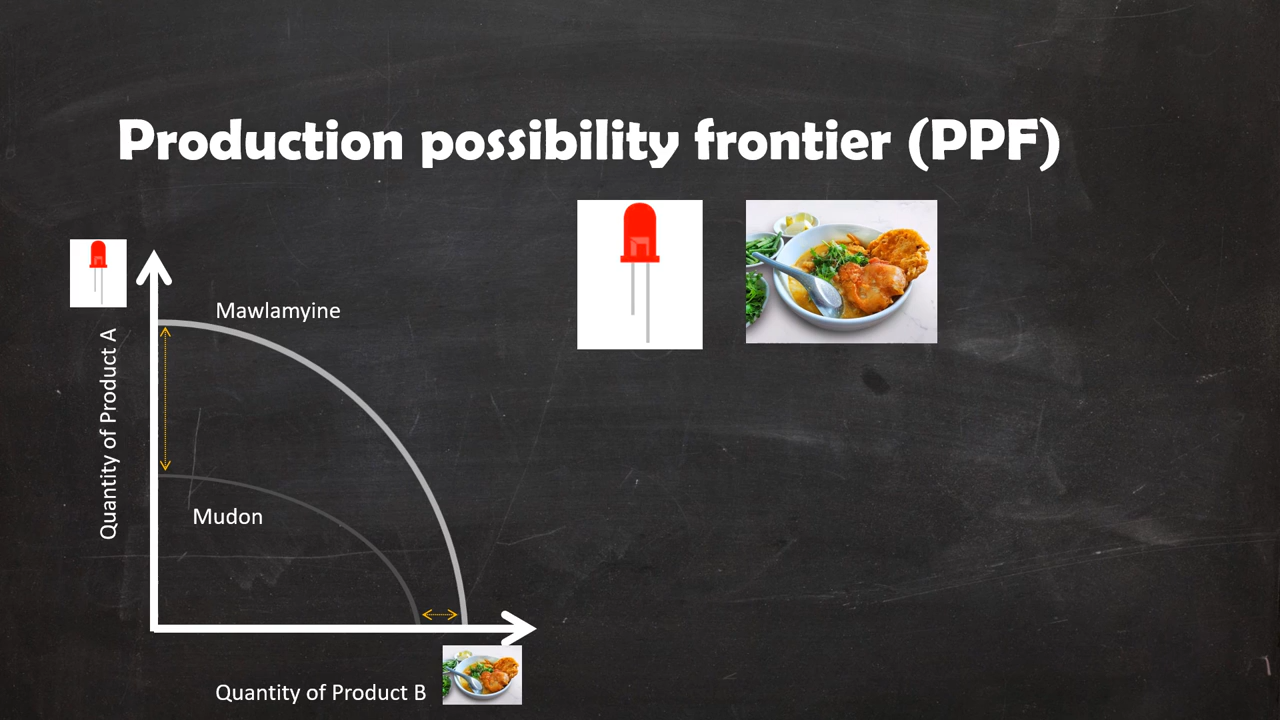 Production possibility frontier (PPF)
Mawlamyine
Quantity of Product A
Mudon
Quantity of Product B